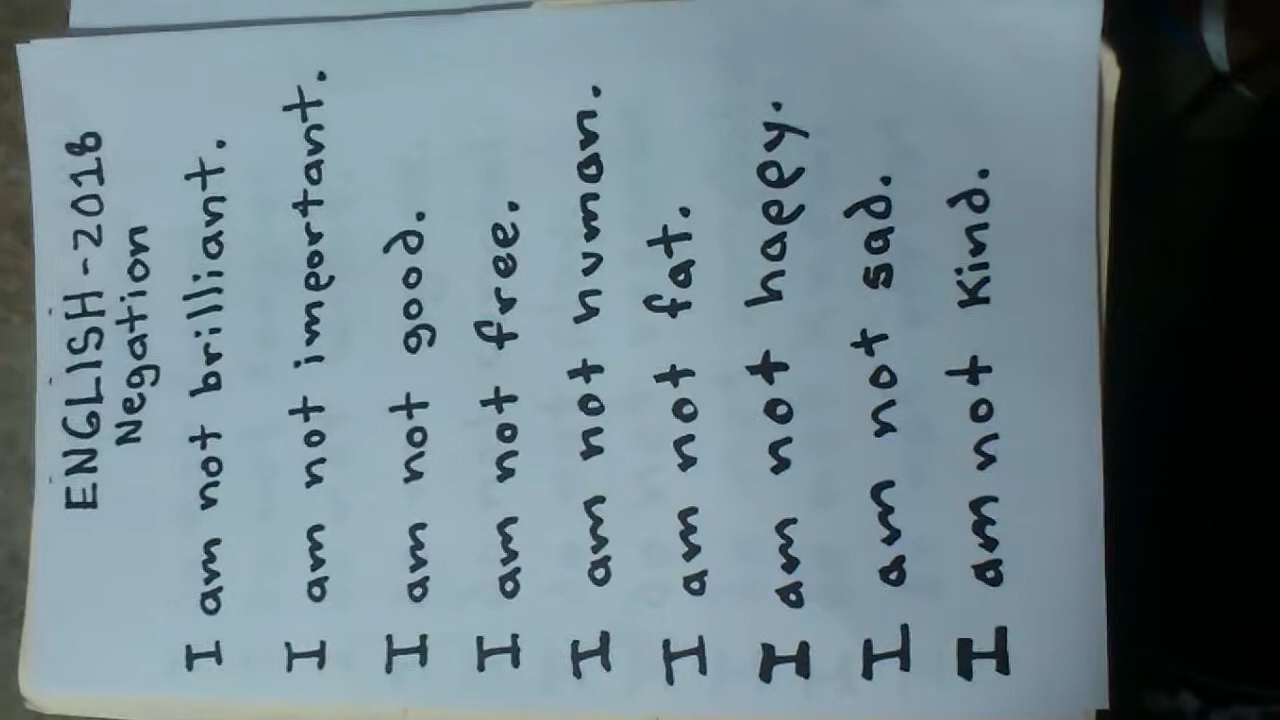 ENGLISH-2018
Negation
I am not brilliant.
I am not important.
I am not good.
I am not free.
I am not human.
I am not fat.
I am not happy.
I am not sad.
I am not Kind.